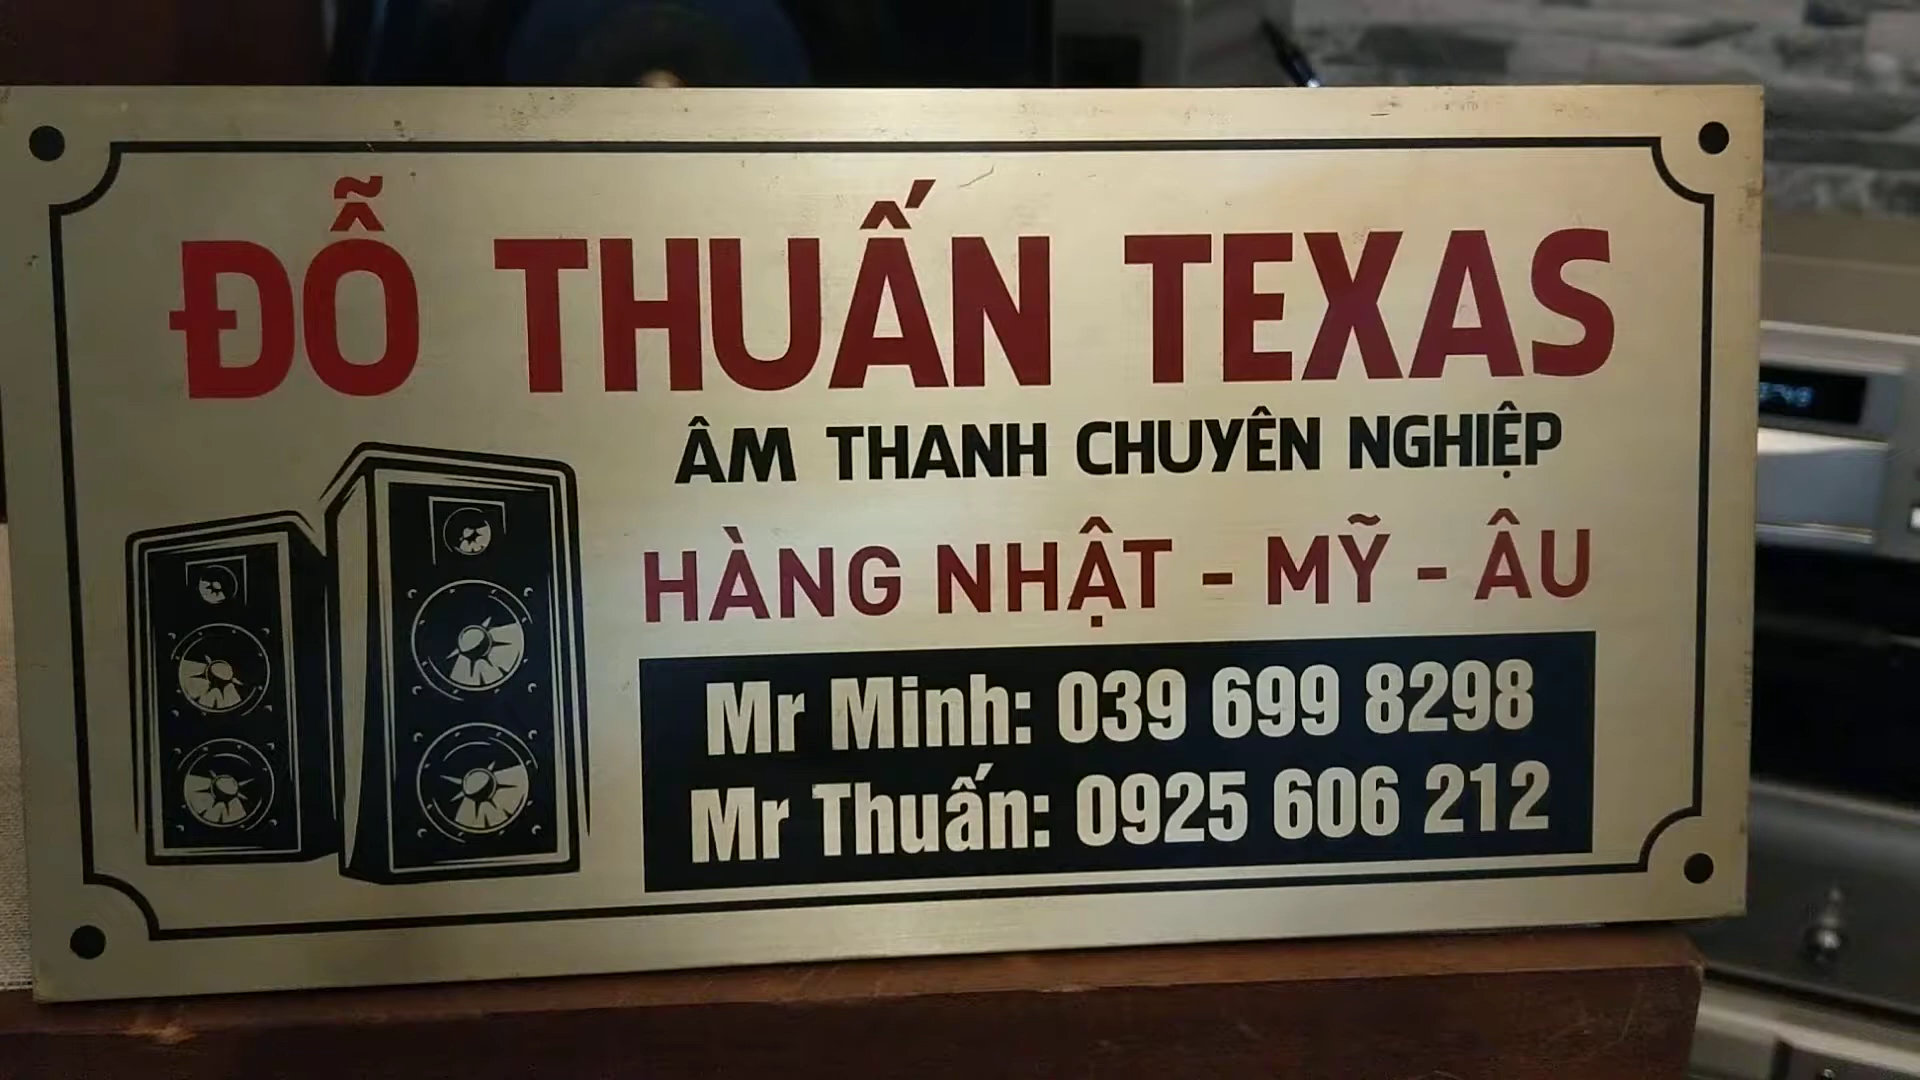 ĐỖ THUẤN TEXAS
ÂM THANH CHUYÊN NGHIỆP
HÀNG NHẬT - MỸ - ÂU
Mr Minh: 039 699 8298
Mr Thuấn: 0925 606 212